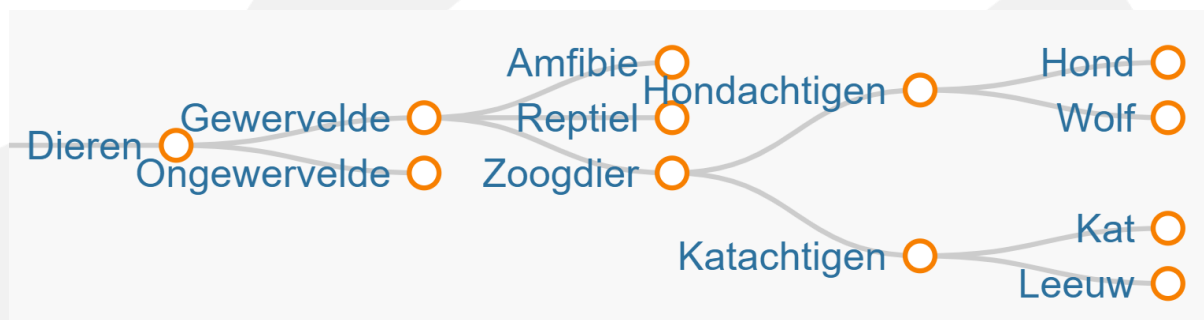 Dieren
Gewervelde
Ongewervelde
Amfibie
Reptiel
Zoogdier
Hondachtigen
Katachtigen
Hond
Wolf
Kat
Leeuw